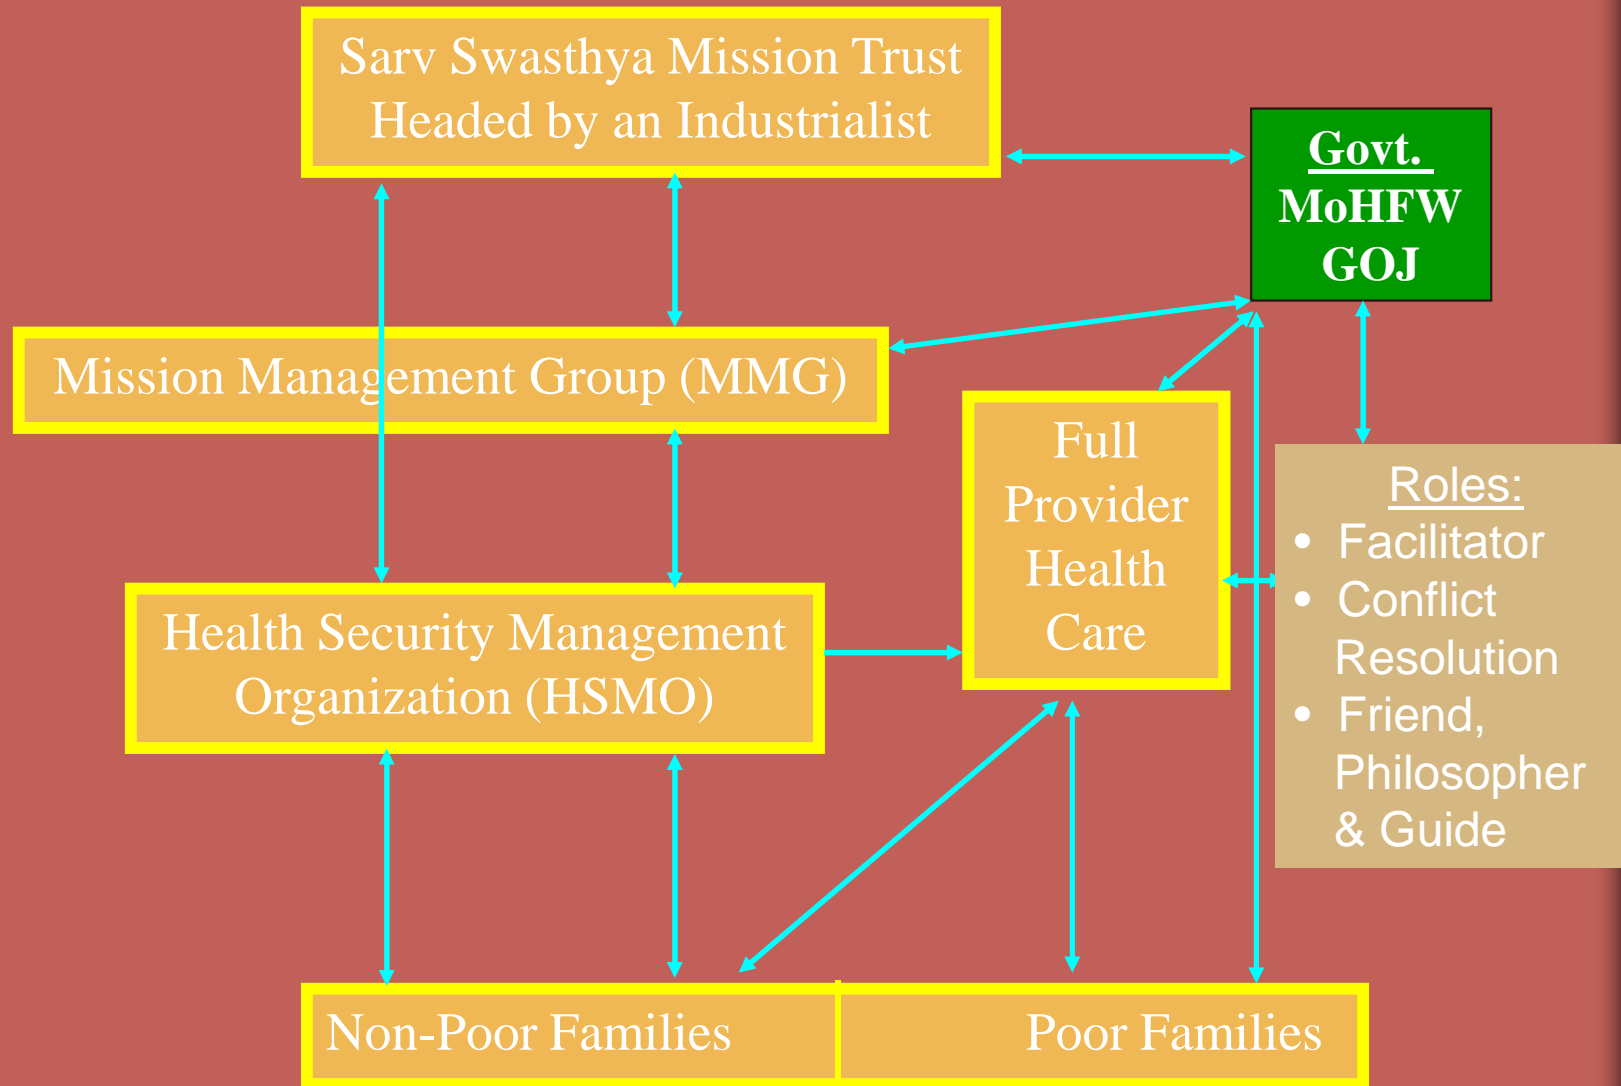 Sarv Swasthya Mission Trust
Headed by an Industrialist
Govt.
MoHFW
GOJ
Mission Management Group (MMG)
Full
Provider
Health
Care
Roles:
• Facilitator
• Conflict
Resolution
• Friend,
Philosopher
& Guide
Health Security Management
Organization (HSMO)
Non-Poor Families
Poor Families